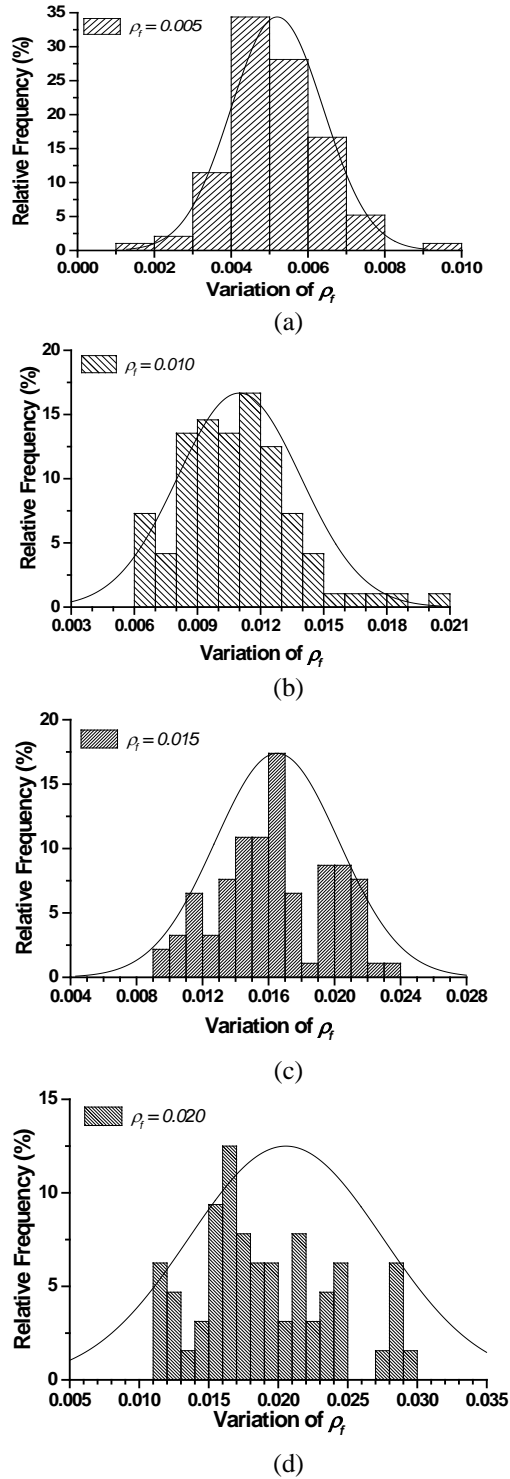 ρf = 0.005
35
30
25
20
15
10
5
0
Relative Frequency (%)
0.000 0.002 0.004 0.006 0.008 0.010
Variation of ρf
(a)
ρf = 0.010
20
15
10
5
0
Relative Frequency (%)
0.003 0.006 0.009 0.012 0.015 0.018 0.021
Variation of ρf
(b)
ρf = 0.015
20
15
10
5
0
Relative Frequency (%)
0.004 0.008 0.012 0.016 0.020 0.024 0.028
Variation of ρf
(c)
ρf = 0.020
15
10
5
0
Relative Frequency (%)
0.005 0.010 0.015 0.020 0.025 0.030 0.035
Variation of ρf
(d)